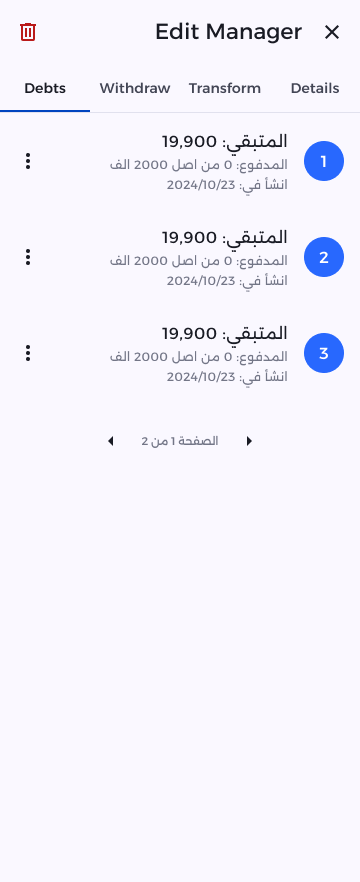 Edit Manager
Debts Withdraw Transform Details
1
المتبقي: 19,900
المدفوع: 0 من اصل 2000 الف
انشأ في: 2024/10/23
2
المتبقي: 19,900
المدفوع: 0 من اصل 2000 الف
انشأ في: 2024/10/23
3
المتبقي: 19,900
المدفوع: 0 من اصل 2000 الف
انشأ في: 2024/10/23
الصفحة 1 من 2